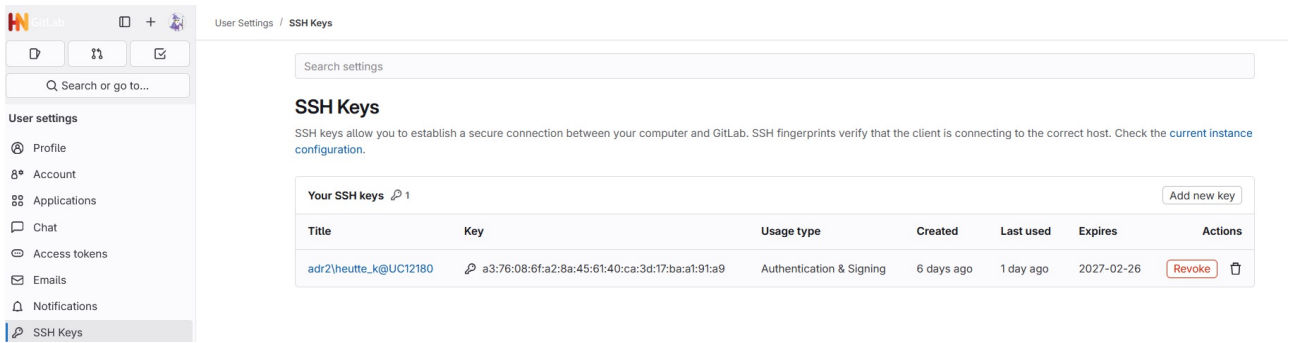 HN GitLab
User Settings / SSH Keys
Search or go to...
User settings
Profile
Account
Applications
Chat
Access tokens
Emails
Notifications
SSH Keys
Search settings
SSH Keys
SSH keys allow you to establish a secure connection between your computer and GitLab. SSH fingerprints verify that the client is connecting to the correct host. Check the current instance
configuration.
Your SSH keys 1 Add new key
Title Key Usage type Created Last used Expires Actions
adr2\heutte_k@UC12180 a3:76:08:6f:a2:8a:45:61:40:ca:3d:17:ba:a1:91:a9 Authentication & Signing 6 days ago 1 day ago 2027-02-26 Revoke